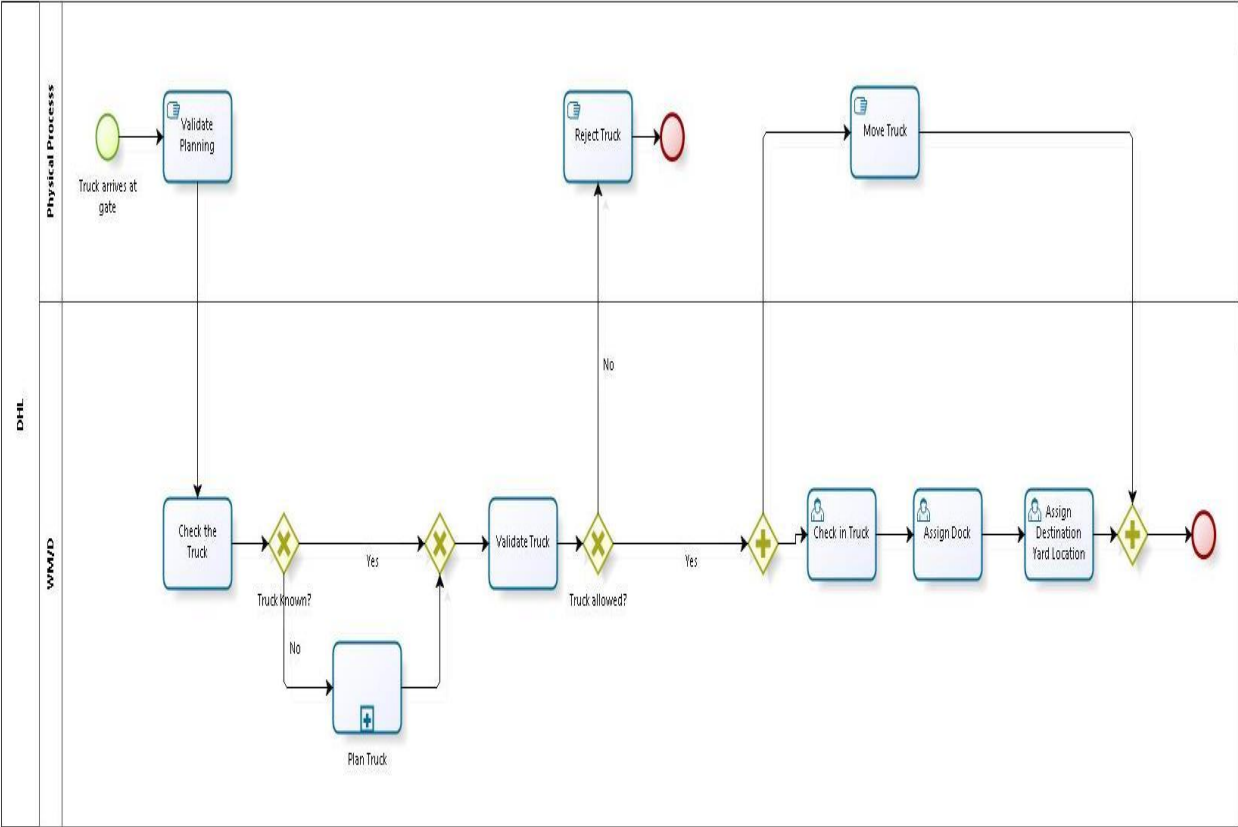 DHL
Physical Processs
Truck arrives at
gate
Validate
Planning
Reject Truck
Move Truck
No
WM/D
Check the
Truck
Truck Known?
Yes
No
Plan Truck
Validate Truck
Truck allowed?
Yes
Check in Truck
Assign Dock
Assign
Destination
Yard Location